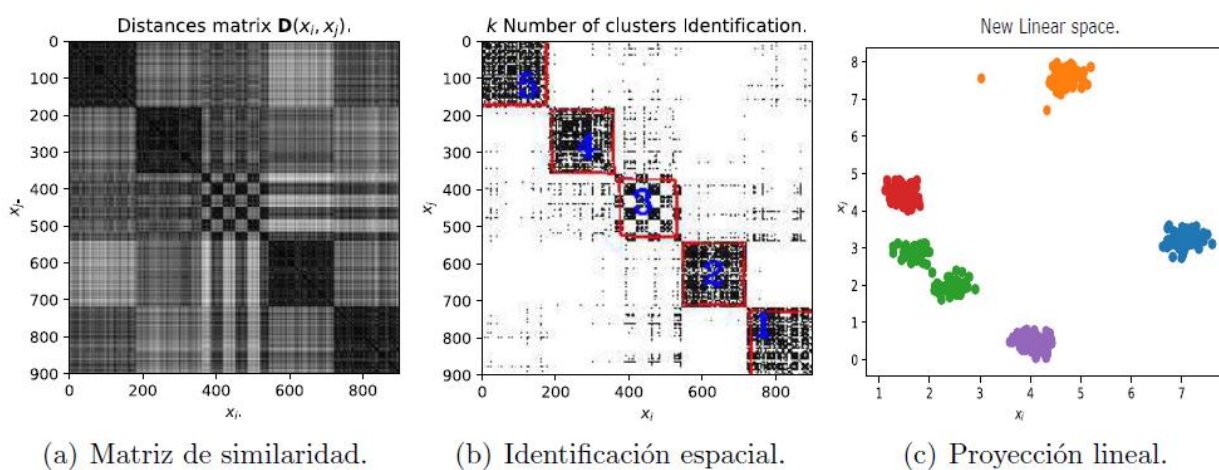 Distances matrix D(xᵢ, xⱼ).
0
100
200
300
400
500
600
700
800
900
xⱼ.
0 200 400 600 800
xᵢ.
(a) Matriz de similaridad.
k Number of clusters Identification.
0
100
200
300
400
500
600
700
800
900
xⱼ
5
4
3
2
1
0 200 400 600 800
xᵢ
(b) Identificación espacial.
New Linear space.
8
7
6
5
4
3
2
1
0
xⱼ
1 2 3 4 5 6 7
xᵢ
(c) Proyección lineal.